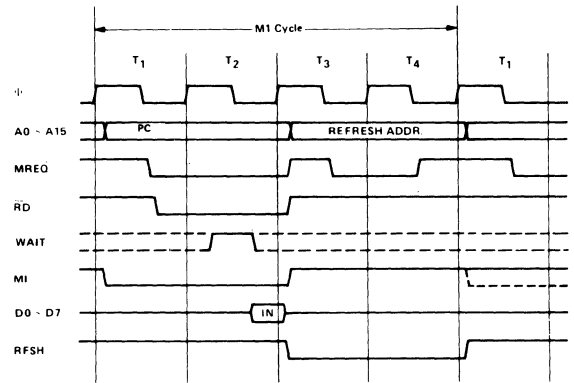 M1 Cycle
T1 T2 T3 T4 T1
Φ
A0 ~ A15 PC REFRESH ADDR.
MREQ
RD
WAIT
MI
D0 ~ D7 IN
RFSH